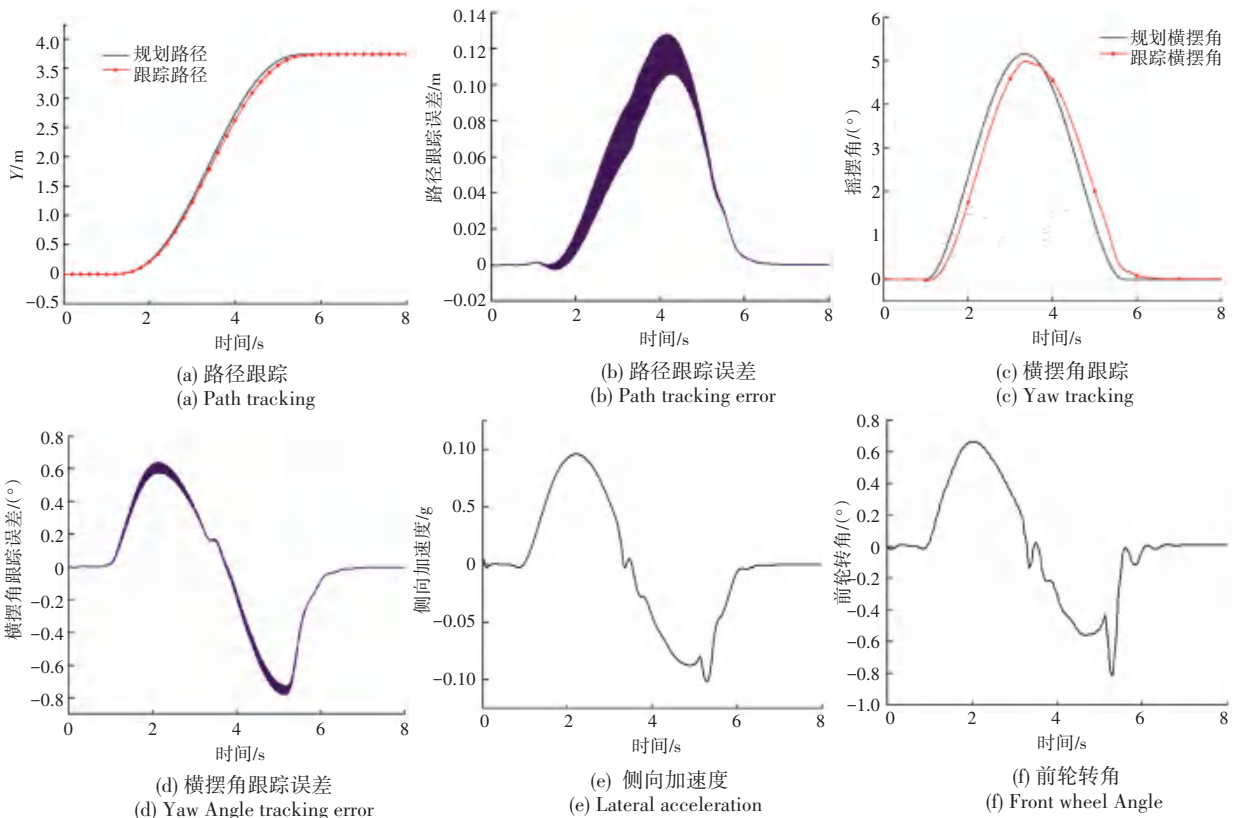 4.0
3.5
3.0
2.5
2.0
1.5
1.0
0.5
0
−0.5
Y/m
规划路径
跟踪路径
0 2 4 6 8
时间/s
(a) 路径跟踪
(a) Path tracking
0.14
0.12
0.10
0.08
0.06
0.04
0.02
0
−0.02
路径跟踪误差/m
0 2 4 6 8
时间/s
(b) 路径跟踪误差
(b) Path tracking error
6
5
4
3
2
1
0
摇摆角/(°)
规划横摆角
跟踪横摆角
0 2 4 6 8
时间/s
(c) 横摆角跟踪
(c) Yaw tracking
0.8
0.6
0.4
0.2
0
−0.2
−0.4
−0.6
−0.8
横摆角跟踪误差/(°)
0 2 4 6 8
时间/s
(d) 横摆角跟踪误差
(d) Yaw Angle tracking error
0.10
0.5
0
−0.05
−0.10
侧向加速度/g
0 2 4 6 8
时间/s
(e) 侧向加速度
(e) Lateral acceleration
0.8
0.6
0.4
0.2
0
−0.2
−0.4
−0.6
−0.8
−1.0
前轮转角/(°)
0 2 4 6 8
时间/s
(f) 前轮转角
(f) Front wheel Angle